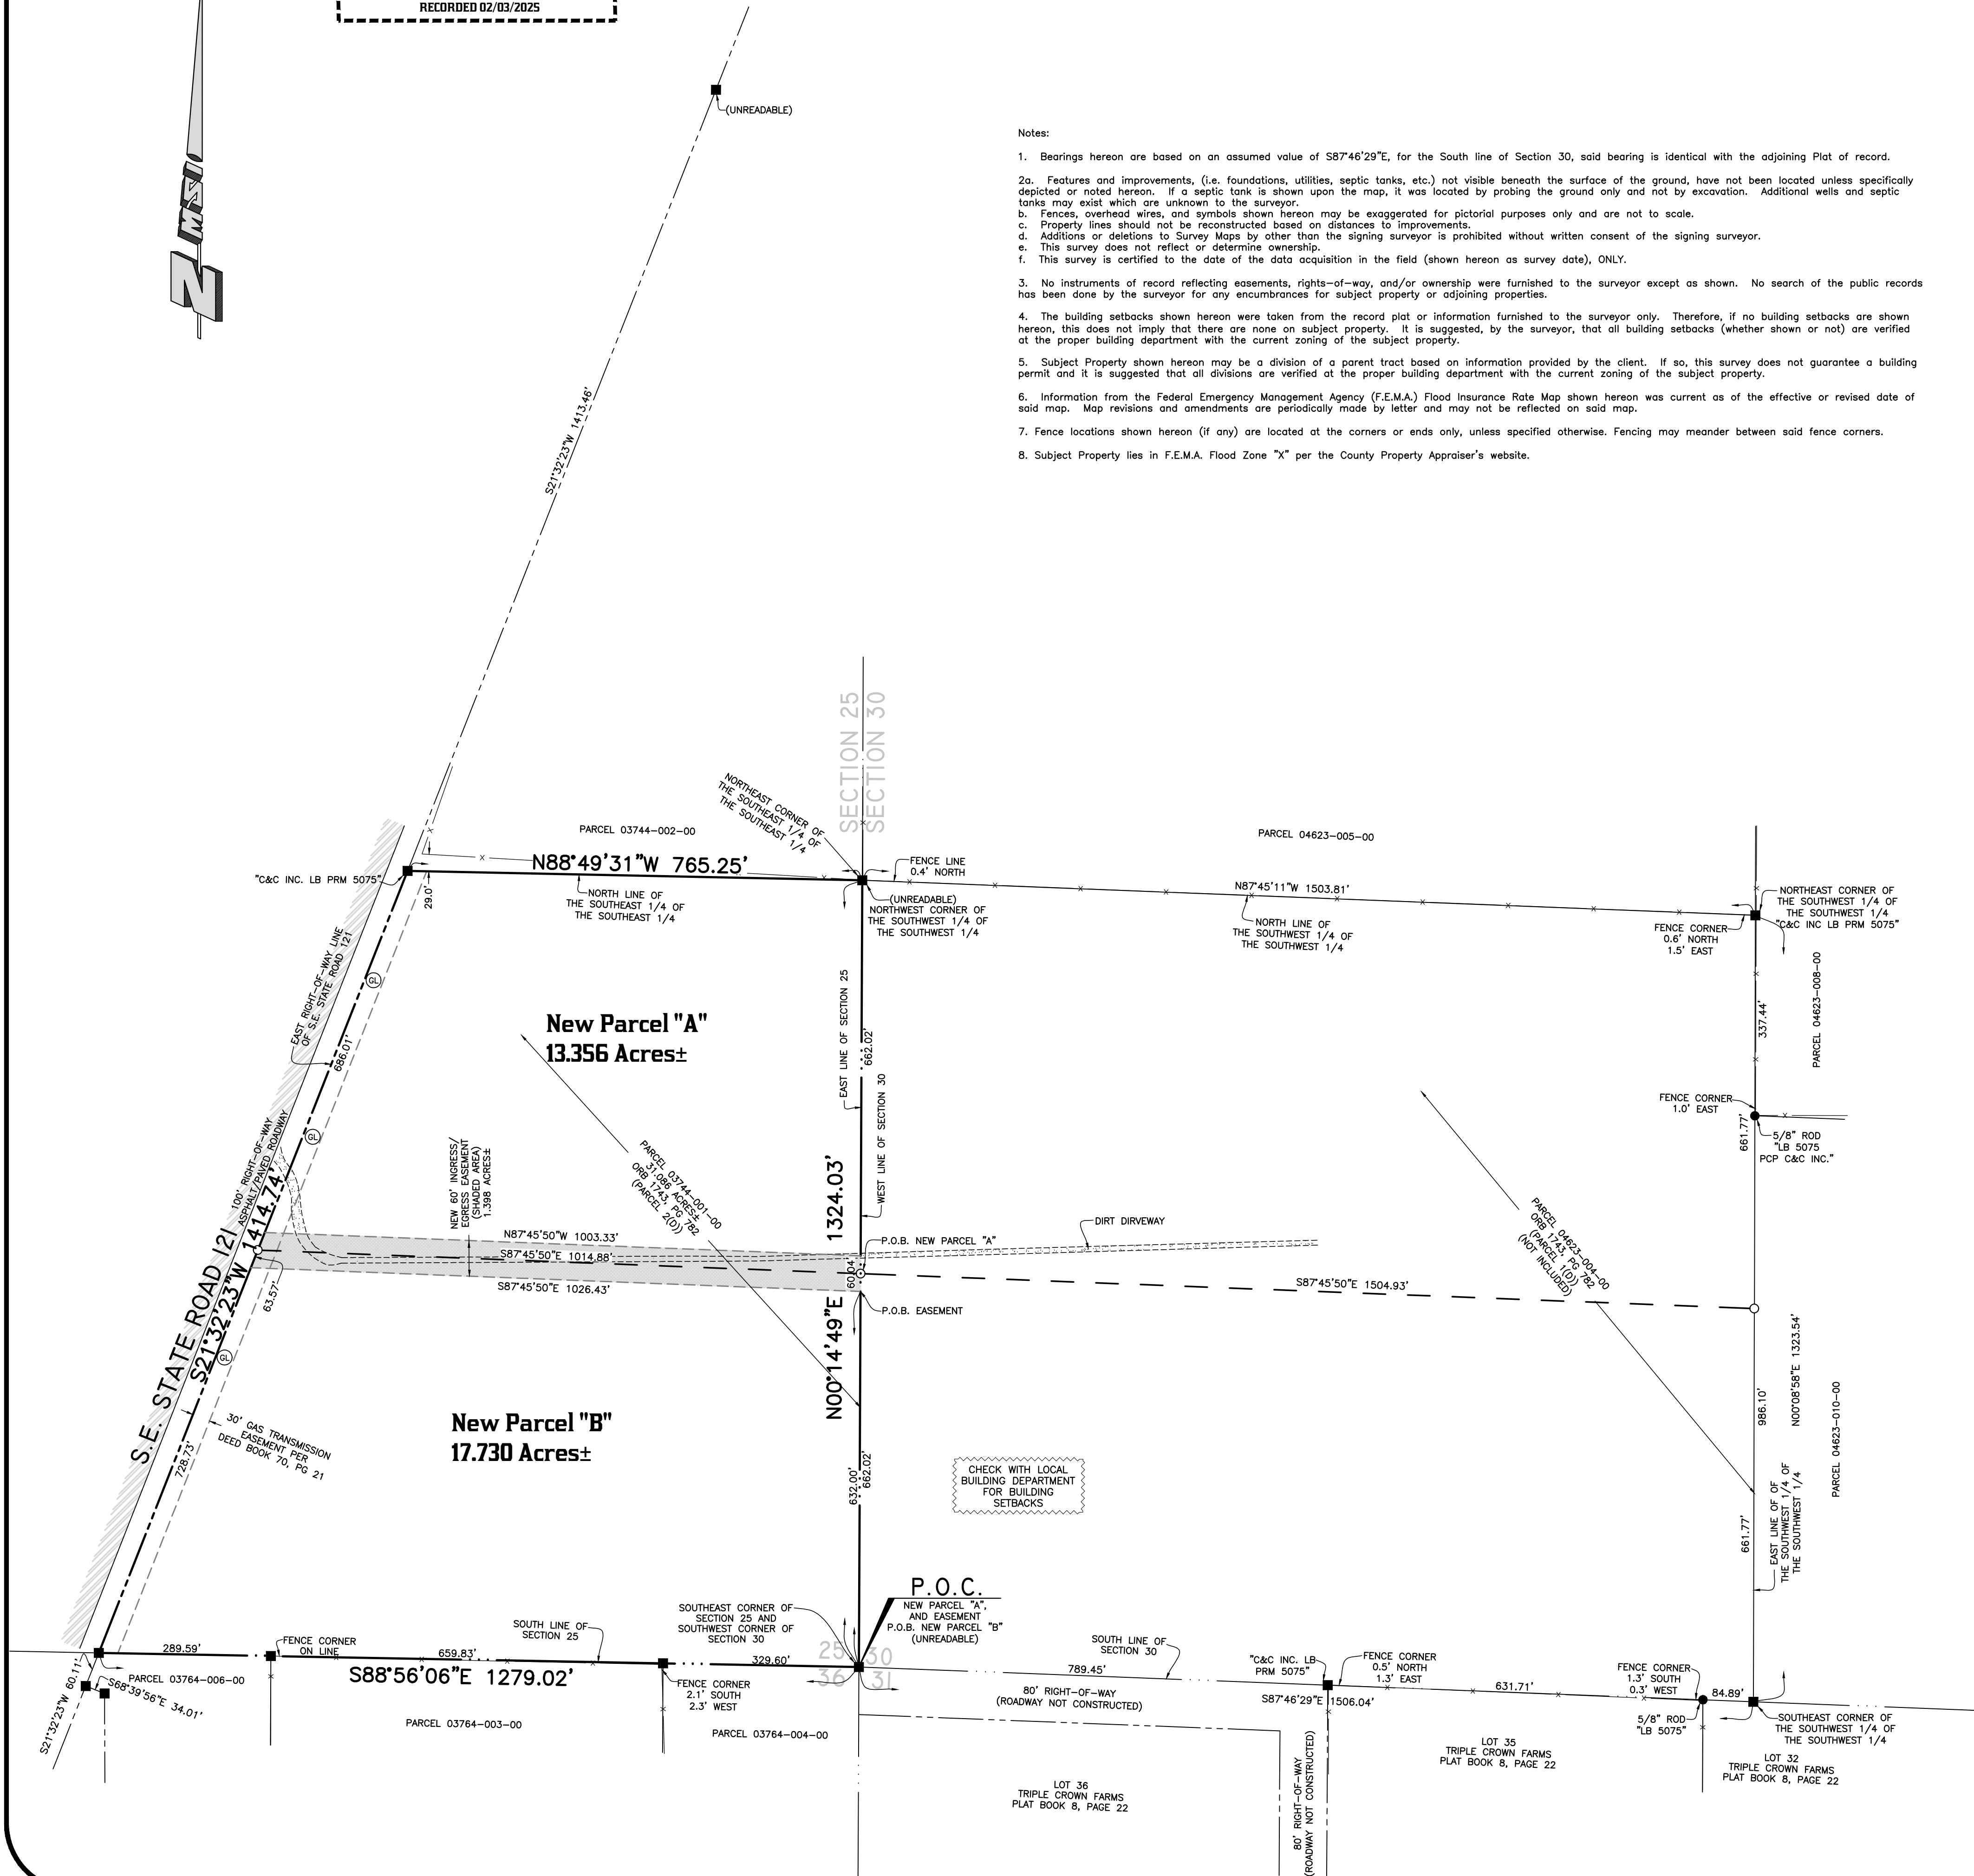 RECORDED 02/03/2025
(UNREADABLE)
MSI
N
Notes:
1. Bearings hereon are based on an assumed value of S87°46'29"E, for the South line of Section 30, said bearing is identical with the adjoining Plat of record.
2a. Features and improvements, (i.e. foundations, utilities, septic tanks, etc.) not visible beneath the surface of the ground, have not been located unless specifically
depicted or noted hereon. If a septic tank is shown upon the map, it was located by probing the ground only and not by excavation. Additional wells and septic
tanks may exist which are unknown to the surveyor.
b. Fences, overhead wires, and symbols shown hereon may be exaggerated for pictorial purposes only and are not to scale.
c. Property lines should not be reconstructed based on distances to improvements.
d. Additions or deletions to Survey Maps by other than the signing surveyor is prohibited without written consent of the signing surveyor.
e. This survey does not reflect or determine ownership.
f. This survey is certified to the date of the data acquisition in the field (shown hereon as survey date), ONLY.
3. No instruments of record reflecting easements, rights-of-way, and/or ownership were furnished to the surveyor except as shown. No search of the public records
has been done by the surveyor for any encumbrances for subject property or adjoining properties.
4. The building setbacks shown hereon were taken from the record plat or information furnished to the surveyor only. Therefore, if no building setbacks are shown
hereon, this does not imply that there are none on subject property. It is suggested, by the surveyor, that all building setbacks (whether shown or not) are verified
at the proper building department with the current zoning of the subject property.
5. Subject Property shown hereon may be a division of a parent tract based on information provided by the client. If so, this survey does not guarantee a building
permit and it is suggested that all divisions are verified at the proper building department with the current zoning of the subject property.
6. Information from the Federal Emergency Management Agency (F.E.M.A.) Flood Insurance Rate Map shown hereon was current as of the effective or revised date of
said map. Map revisions and amendments are periodically made by letter and may not be reflected on said map.
7. Fence locations shown hereon (if any) are located at the corners or ends only, unless specified otherwise. Fencing may meander between said fence corners.
8. Subject Property lies in F.E.M.A. Flood Zone "X" per the County Property Appraiser's website.
S21°32'23"W 1413.46'
SECTION 25
SECTION 30
NORTHEAST CORNER OF
THE SOUTHEAST 1/4 OF
THE SOUTHEAST 1/4
PARCEL 03744-002-00
PARCEL 04623-005-00
"C&C INC. LB PRM 5075"
N88°49'31"W 765.25'
29.0'
NORTH LINE OF
THE SOUTHEAST 1/4 OF
THE SOUTHEAST 1/4
FENCE LINE
0.4' NORTH
(UNREADABLE)
NORTHWEST CORNER OF
THE SOUTHWEST 1/4 OF
THE SOUTHWEST 1/4
N87°45'11"W 1503.81'
NORTH LINE OF
THE SOUTHWEST 1/4 OF
THE SOUTHWEST 1/4
FENCE CORNER
0.6' NORTH
1.5' EAST
NORTHEAST CORNER OF
THE SOUTHWEST 1/4 OF
THE SOUTHWEST 1/4
"C&C INC LB PRM 5075"
EAST RIGHT-OF-WAY LINE
OF S.E. STATE ROAD 121
GL
686.01'
New Parcel "A"
13.356 Acres±
EAST LINE OF SECTION 25
662.02'
WEST LINE OF SECTION 30
337.44'
PARCEL 04623-008-00
FENCE CORNER
1.0' EAST
661.77'
5/8" ROD
"LB 5075
PCP C&C INC."
100' RIGHT-OF-WAY
ASPHALT/PAVED ROADWAY
GL
NEW 60' INGRESS/
EGRESS EASEMENT
(SHADED AREA)
1.398 ACRES±
PARCEL 03744-001-00
31.086 ACRES±
ORB 1743, PG 782
(PARCEL 2(D))
1324.03'
PARCEL 04623-004-00
ORB 1743, PG 782
(PARCEL 1(D))
(NOT INCLUDED)
DIRT DIRVEWAY
N87°45'50"W 1003.33'
S87°45'50"E 1014.88'
S87°45'50"E 1026.43'
P.O.B. NEW PARCEL "A"
60.04'
P.O.B. EASEMENT
S87°45'50"E 1504.93'
63.57'
S.E. STATE ROAD 121
S21°32'23"W 1414.74'
GL
N00°14'49"E
986.10'
N00°08'58"E 1323.54'
PARCEL 04623-010-00
30' GAS TRANSMISSION
EASEMENT PER
DEED BOOK 70, PG 21
728.73'
New Parcel "B"
17.730 Acres±
632.00'
662.02'
CHECK WITH LOCAL
BUILDING DEPARTMENT
FOR BUILDING
SETBACKS
661.77'
EAST LINE OF OF
THE SOUTHWEST 1/4 OF
THE SOUTHWEST 1/4
P.O.C.
NEW PARCEL "A",
AND EASEMENT
P.O.B. NEW PARCEL "B"
(UNREADABLE)
SOUTHEAST CORNER OF
SECTION 25 AND
SOUTHWEST CORNER OF
SECTION 30
25 30
36 31
SOUTH LINE OF
SECTION 25
289.59'
FENCE CORNER
ON LINE
659.83'
S88°56'06"E 1279.02'
329.60'
FENCE CORNER
2.1' SOUTH
2.3' WEST
PARCEL 03764-006-00
S68°39'56"E 34.01'
S21°32'23"W 60.11'
PARCEL 03764-003-00
PARCEL 03764-004-00
SOUTH LINE OF
SECTION 30
789.45'
80' RIGHT-OF-WAY
(ROADWAY NOT CONSTRUCTED)
"C&C INC. LB
PRM 5075"
FENCE CORNER
0.5' NORTH
1.3' EAST
S87°46'29"E 1506.04'
631.71'
FENCE CORNER
1.3' SOUTH
0.3' WEST
84.89'
5/8" ROD
"LB 5075"
SOUTHEAST CORNER OF
THE SOUTHWEST 1/4 OF
THE SOUTHWEST 1/4
LOT 36
TRIPLE CROWN FARMS
PLAT BOOK 8, PAGE 22
80' RIGHT-OF-WAY
(ROADWAY NOT CONSTRUCTED)
LOT 35
TRIPLE CROWN FARMS
PLAT BOOK 8, PAGE 22
LOT 32
TRIPLE CROWN FARMS
PLAT BOOK 8, PAGE 22